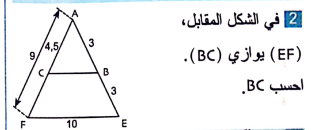 2 في الشكل المقابل،
(EF) يوازي (BC).
احسب BC.
A
9
4,5
3
C
B
3
F
10
E